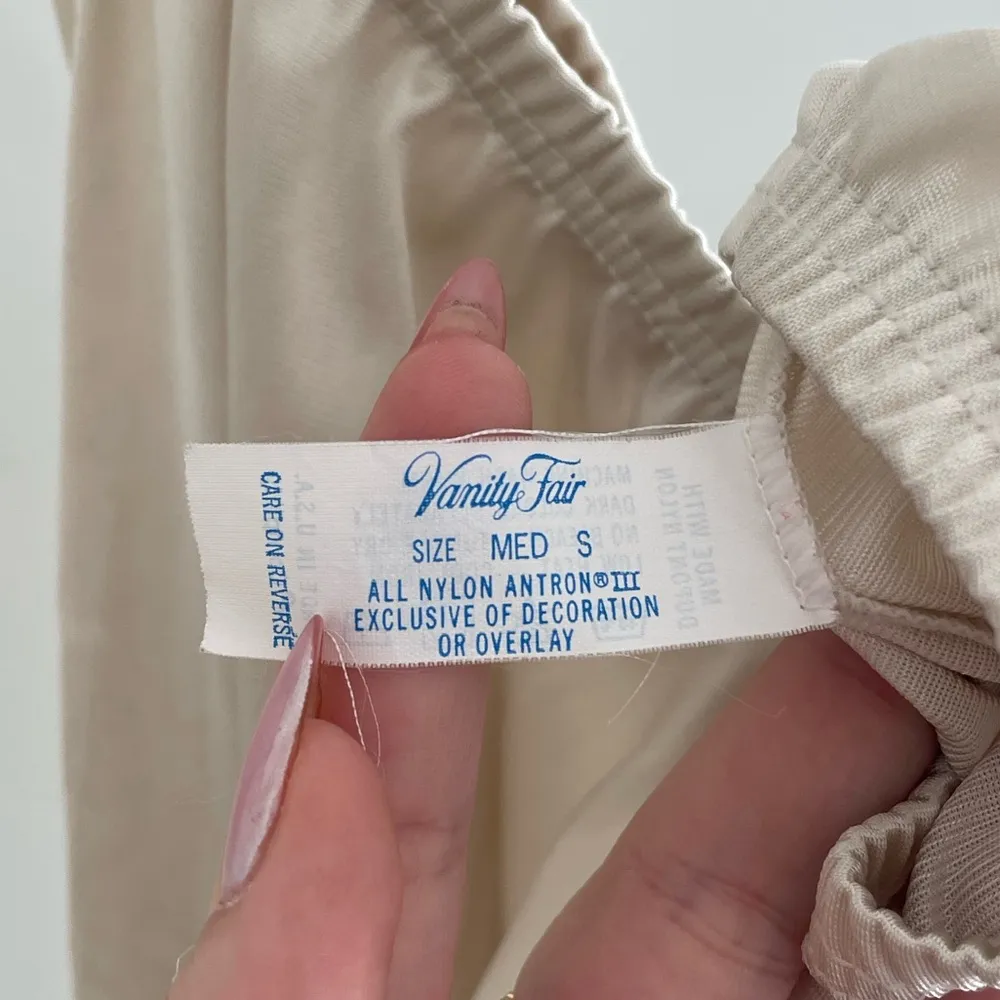 Vanity Fair
SIZE MED S
ALL NYLON ANTRON® III
EXCLUSIVE OF DECORATION
OR OVERLAY
CARE ON REVERSE